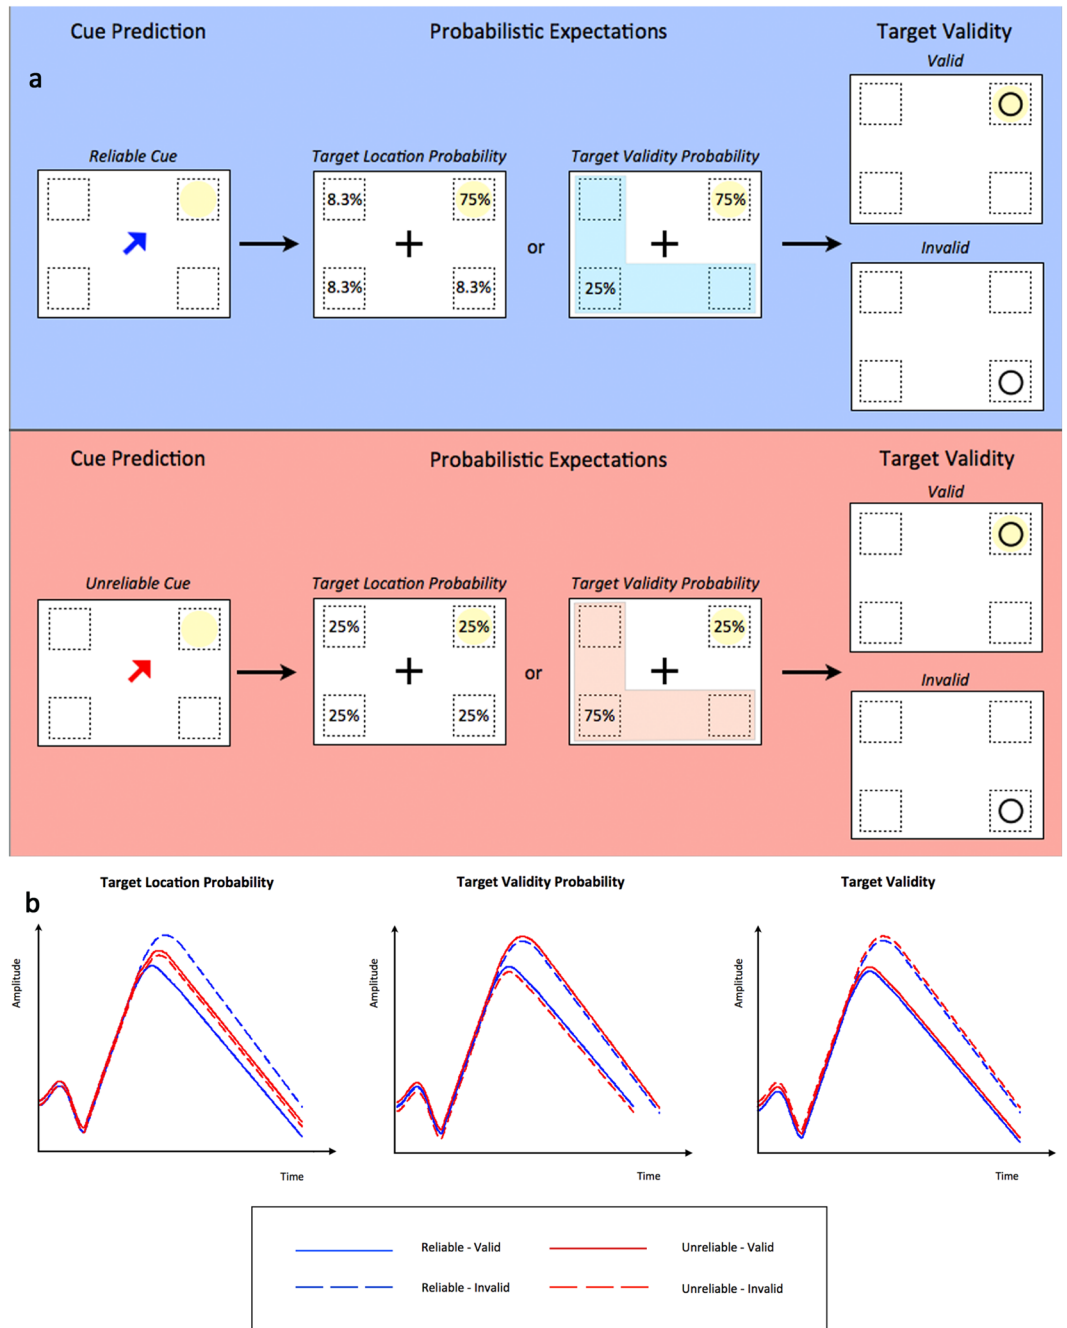 Cue Prediction
Probabilistic Expectations
Target Validity
a
Valid
Reliable Cue
Target Location Probability
Target Validity Probability
8.3%
75%
75%
or
Invalid
8.3%
8.3%
25%
Cue Prediction
Probabilistic Expectations
Target Validity
Valid
Unreliable Cue
Target Location Probability
Target Validity Probability
25%
25%
25%
or
Invalid
25%
25%
75%
b
Target Location Probability
Target Validity Probability
Target Validity
Amplitude
Amplitude
Amplitude
Time
Time
Time
Reliable - Valid
Unreliable - Valid
Reliable - Invalid
Unreliable - Invalid